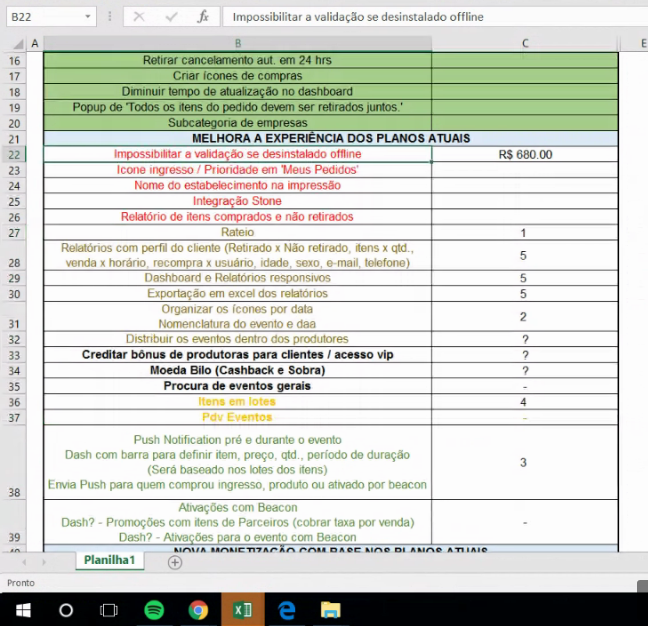 B22 fx Impossibilitar a validação se desinstalado offline
A B C E
16 Retirar cancelamento aut. em 24 hrs
17 Criar ícones de compras
18 Diminuir tempo de atualização no dashboard
19 Popup de 'Todos os itens do pedido devem ser retirados juntos.'
20 Subcategoria de empresas
21 MELHORA A EXPERIÊNCIA DOS PLANOS ATUAIS
22 Impossibilitar a validação se desinstalado offline R$ 680.00
23 Icone ingresso / Prioridade em 'Meus Pedidos'
24 Nome do estabelecimento na impressão
25 Integração Stone
26 Relatório de itens comprados e não retirados
27 Rateio 1
Relatórios com perfil do cliente (Retirado x Não retirado, itens x qtd.,
28 venda x horário, recompra x usuário, idade, sexo, e-mail, telefone) 5
29 Dashboard e Relatórios responsivos 5
30 Exportação em excel dos relatórios 5
Organizar os ícones por data
31 Nomenclatura do evento e daa 2
32 Distribuir os eventos dentro dos produtores ?
33 Creditar bônus de produtoras para clientes / acesso vip ?
34 Moeda Bilo (Cashback e Sobra) ?
35 Procura de eventos gerais -
36 Itens em lotes 4
37 Pdv Eventos -
Push Notification pré e durante o evento
Dash com barra para definir item, preço, qtd., período de duração
(Será baseado nos lotes dos itens) 3
38 Envia Push para quem comprou ingresso, produto ou ativado por beacon
Ativações com Beacon
Dash? - Promoções com itens de Parceiros (cobrar taxa por venda) -
39 Dash? - Ativações para o evento com Beacon
40 NOVA MONETIZAÇÃO COM BASE NOS PLANOS ATUAIS
Planilha1
Pronto